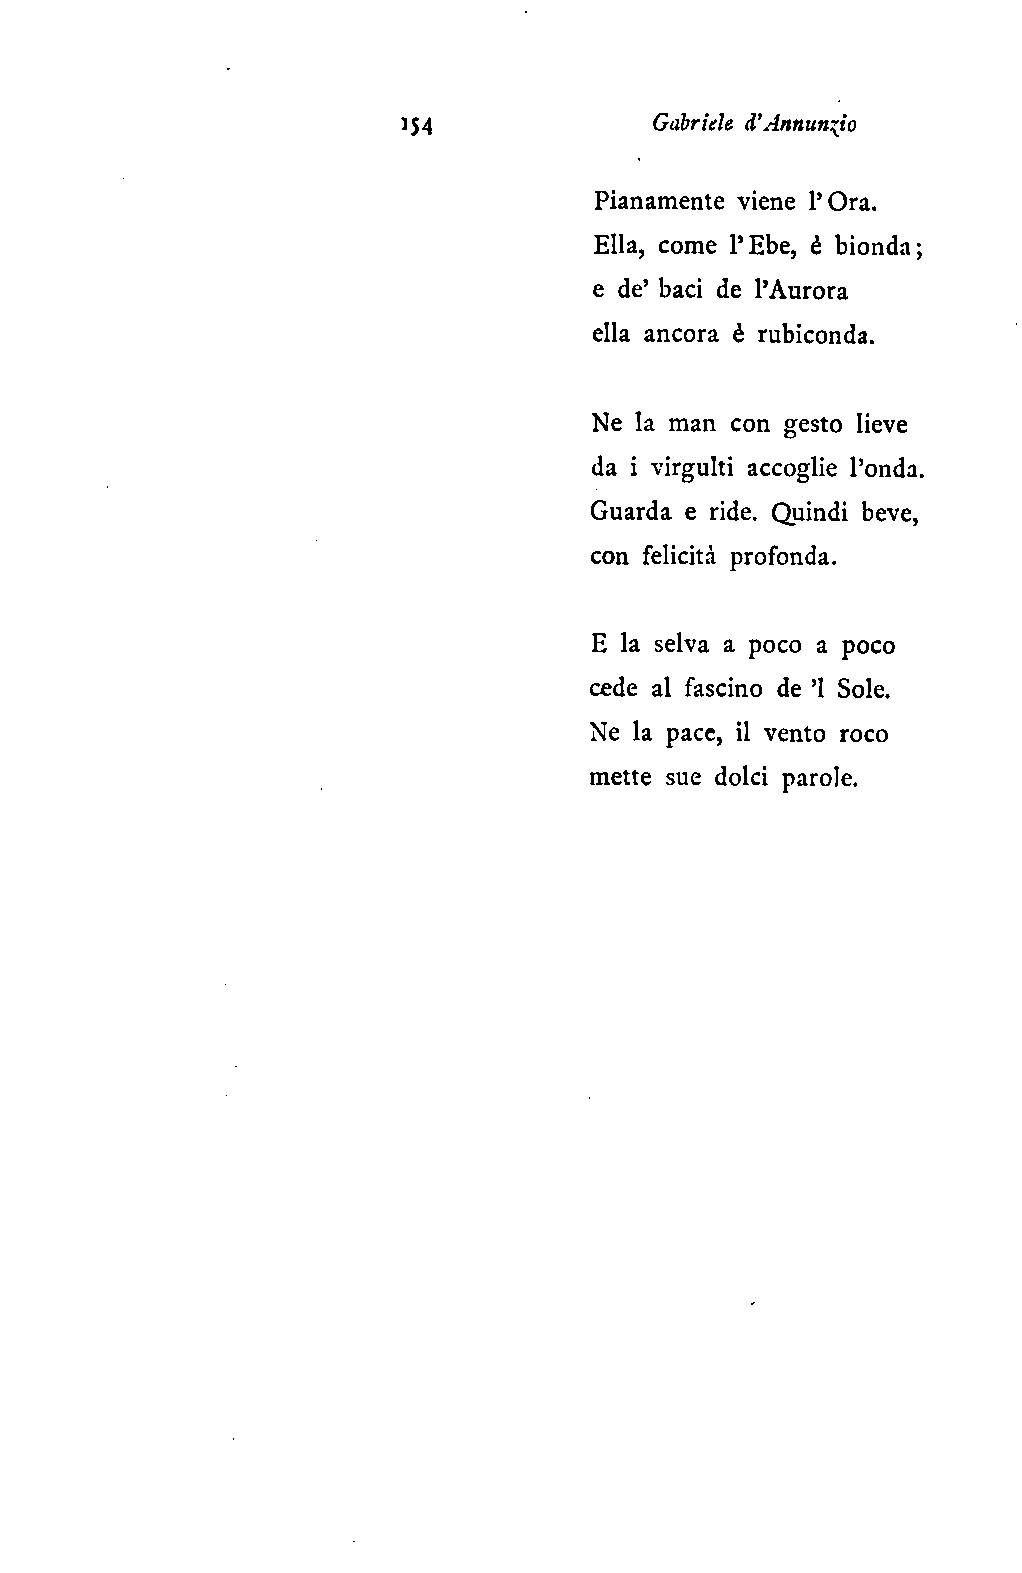 154 Gabriele d'Annunzio
Pianamente viene l' Ora.
Ella, come l' Ebe, è bionda;
e de' baci de l'Aurora
ella ancora è rubiconda.
Ne la man con gesto lieve
da i virgulti accoglie l'onda.
Guarda e ride. Quindi beve,
con felicità profonda.
E la selva a poco a poco
cede al fascino de 'l Sole.
Ne la pace, il vento roco
mette sue dolci parole.